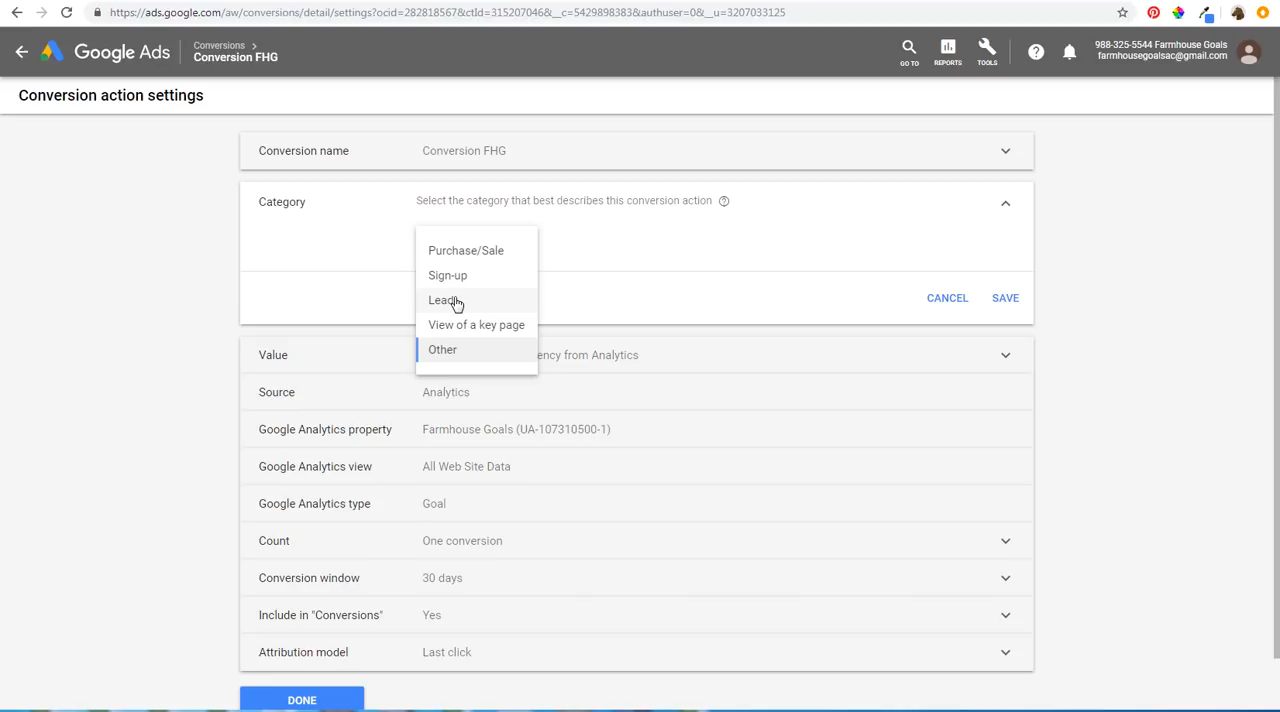 https://ads.google.com/aw/conversions/detail/settings?ocid=282818567&ctId=315207046&__c=5429898383&authuser=0&__u=3207033125
Google Ads
Conversions >
Conversion FHG
GO TO
REPORTS
TOOLS
988-325-5544 Farmhouse Goals
farmhousegoalsac@gmail.com
Conversion action settings
Conversion name Conversion FHG
Category Select the category that best describes this conversion action
Purchase/Sale
Sign-up
Lead
View of a key page
Other
CANCEL SAVE
Value ency from Analytics
Source Analytics
Google Analytics property Farmhouse Goals (UA-107310500-1)
Google Analytics view All Web Site Data
Google Analytics type Goal
Count One conversion
Conversion window 30 days
Include in "Conversions" Yes
Attribution model Last click
DONE